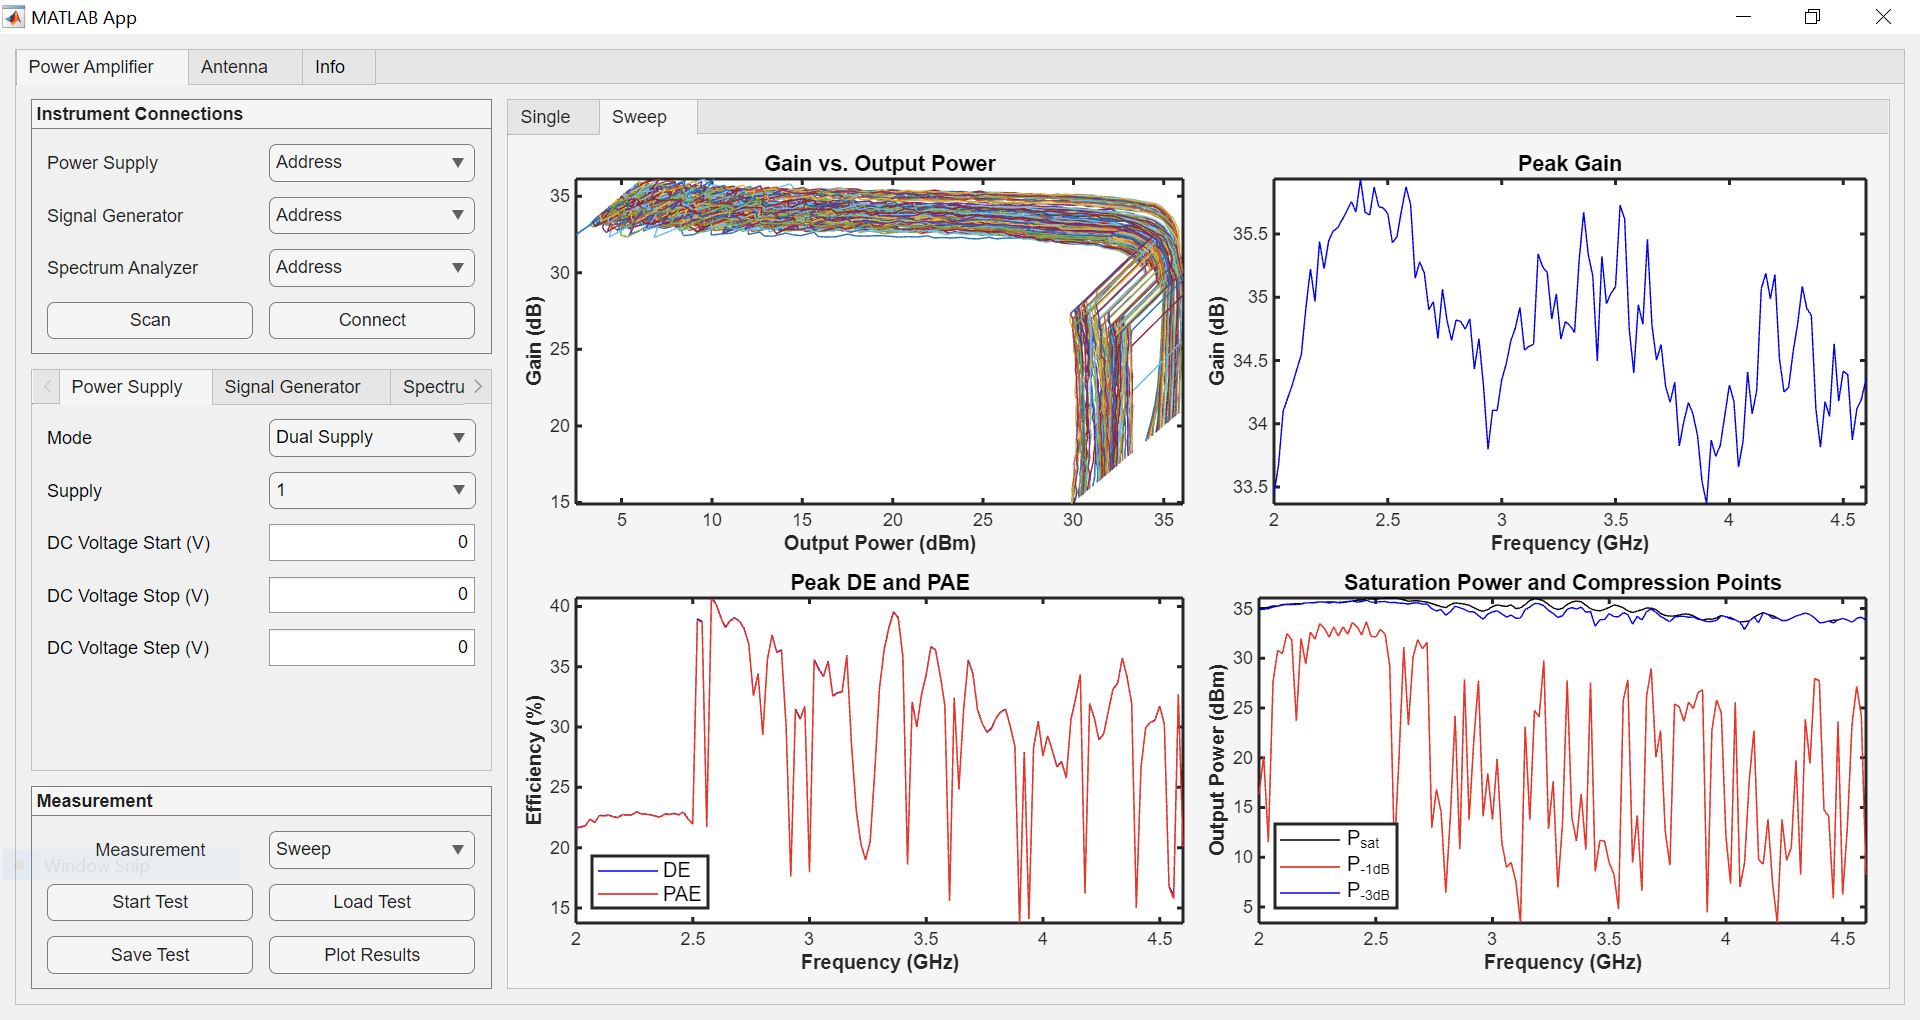 MATLAB App
Power Amplifier
Antenna
Info
Instrument Connections
Power Supply
Address
Signal Generator
Address
Spectrum Analyzer
Address
Scan
Connect
Power Supply
Signal Generator
Spectru
Mode
Dual Supply
Supply
1
DC Voltage Start (V)
0
DC Voltage Stop (V)
0
DC Voltage Step (V)
0
Measurement
Measurement
Sweep
Window Snip
Start Test
Load Test
Save Test
Plot Results
Single
Sweep
Gain vs. Output Power
Gain (dB)
35
30
25
20
15
5 10 15 20 25 30 35
Output Power (dBm)
Peak Gain
Gain (dB)
35.5
35
34.5
34
33.5
2 2.5 3 3.5 4 4.5
Frequency (GHz)
Peak DE and PAE
Efficiency (%)
40
35
30
25
20
15
DE
PAE
2 2.5 3 3.5 4 4.5
Frequency (GHz)
Saturation Power and Compression Points
Output Power (dBm)
35
30
25
20
15
10
5
Psat
P-1dB
P-3dB
2 2.5 3 3.5 4 4.5
Frequency (GHz)